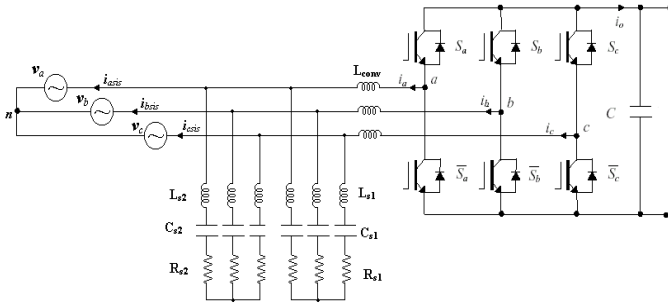 i_o
S_a
S_b
S_c
L_conv
v_a
i_asis
i_a
a
v_b
i_bsis
i_b
b
n
C
v_c
i_csis
i_c
c
S̅_a
S̅_b
S̅_c
L_s2
L_s1
C_s2
C_s1
R_s2
R_s1